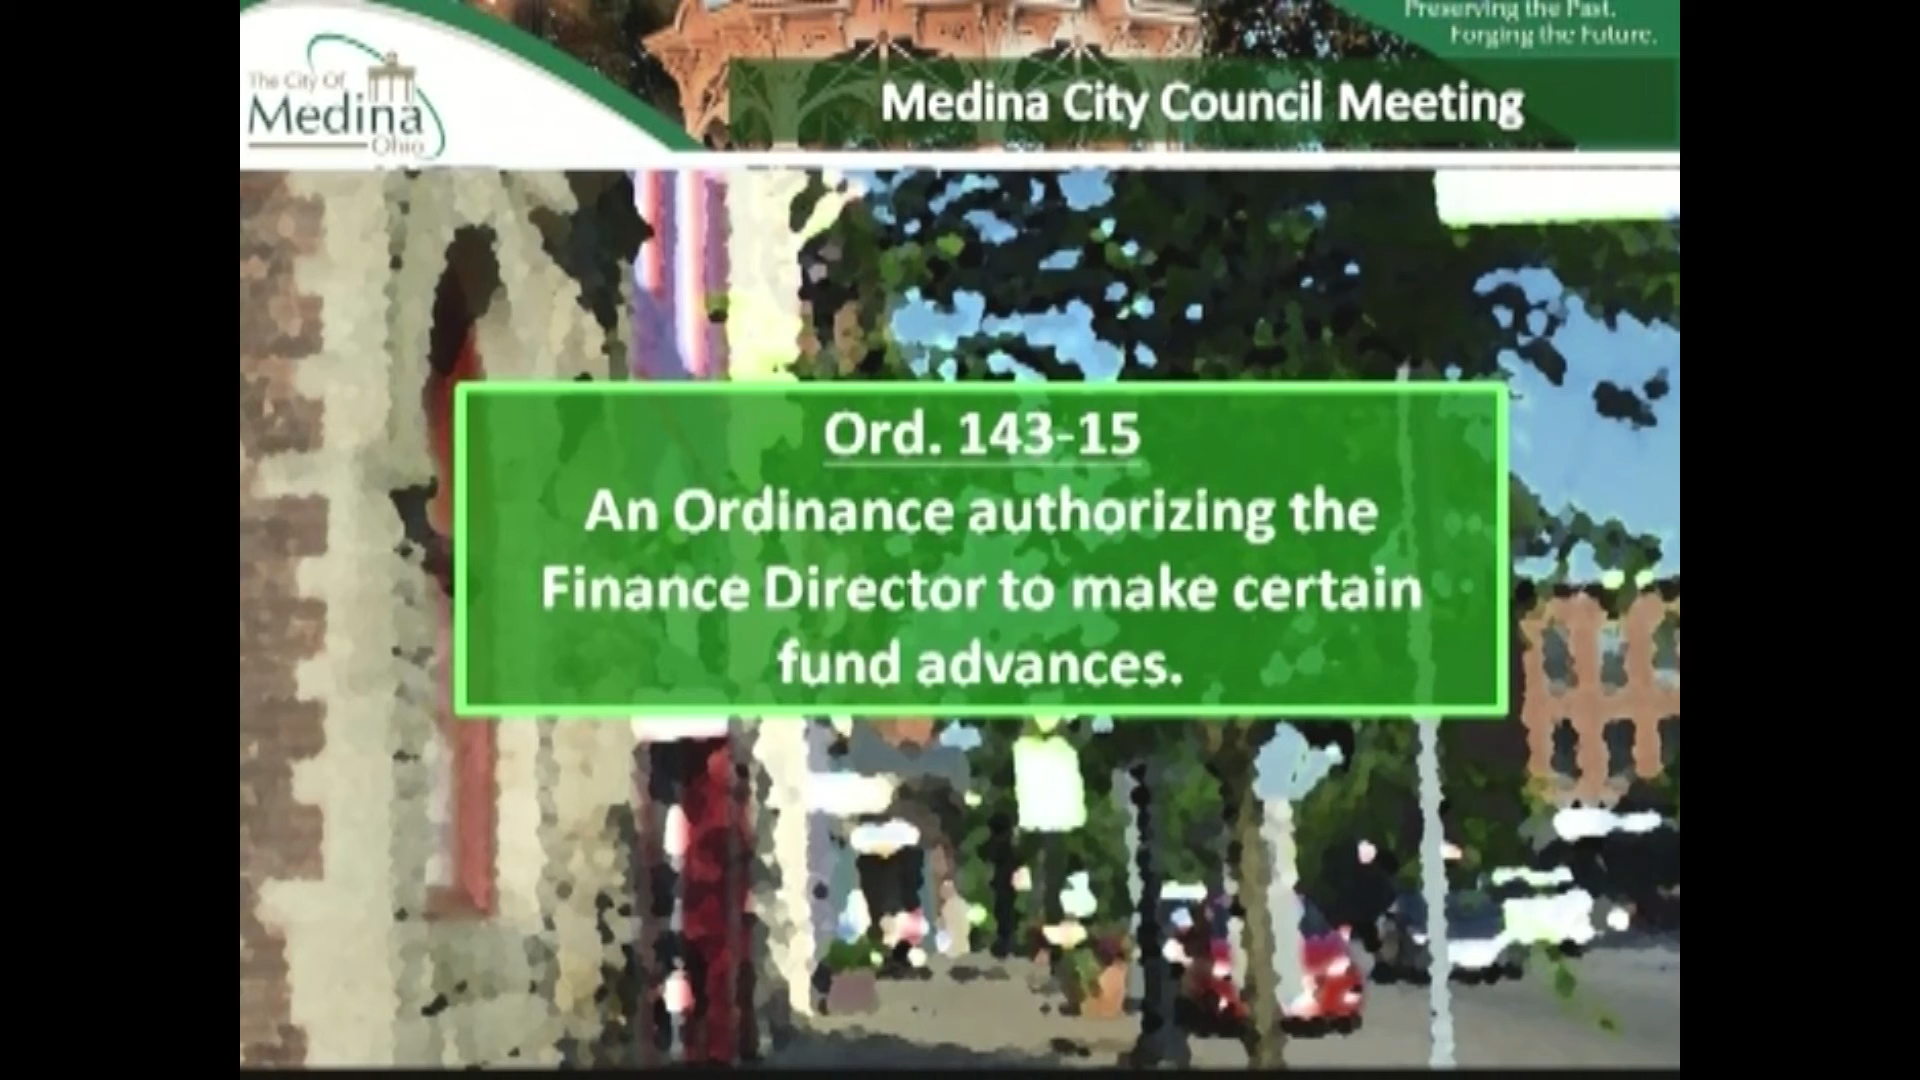 Preserving the Past.
Forging the Future.
The City Of
Medina
Ohio
Medina City Council Meeting
Ord. 143-15
An Ordinance authorizing the
Finance Director to make certain
fund advances.